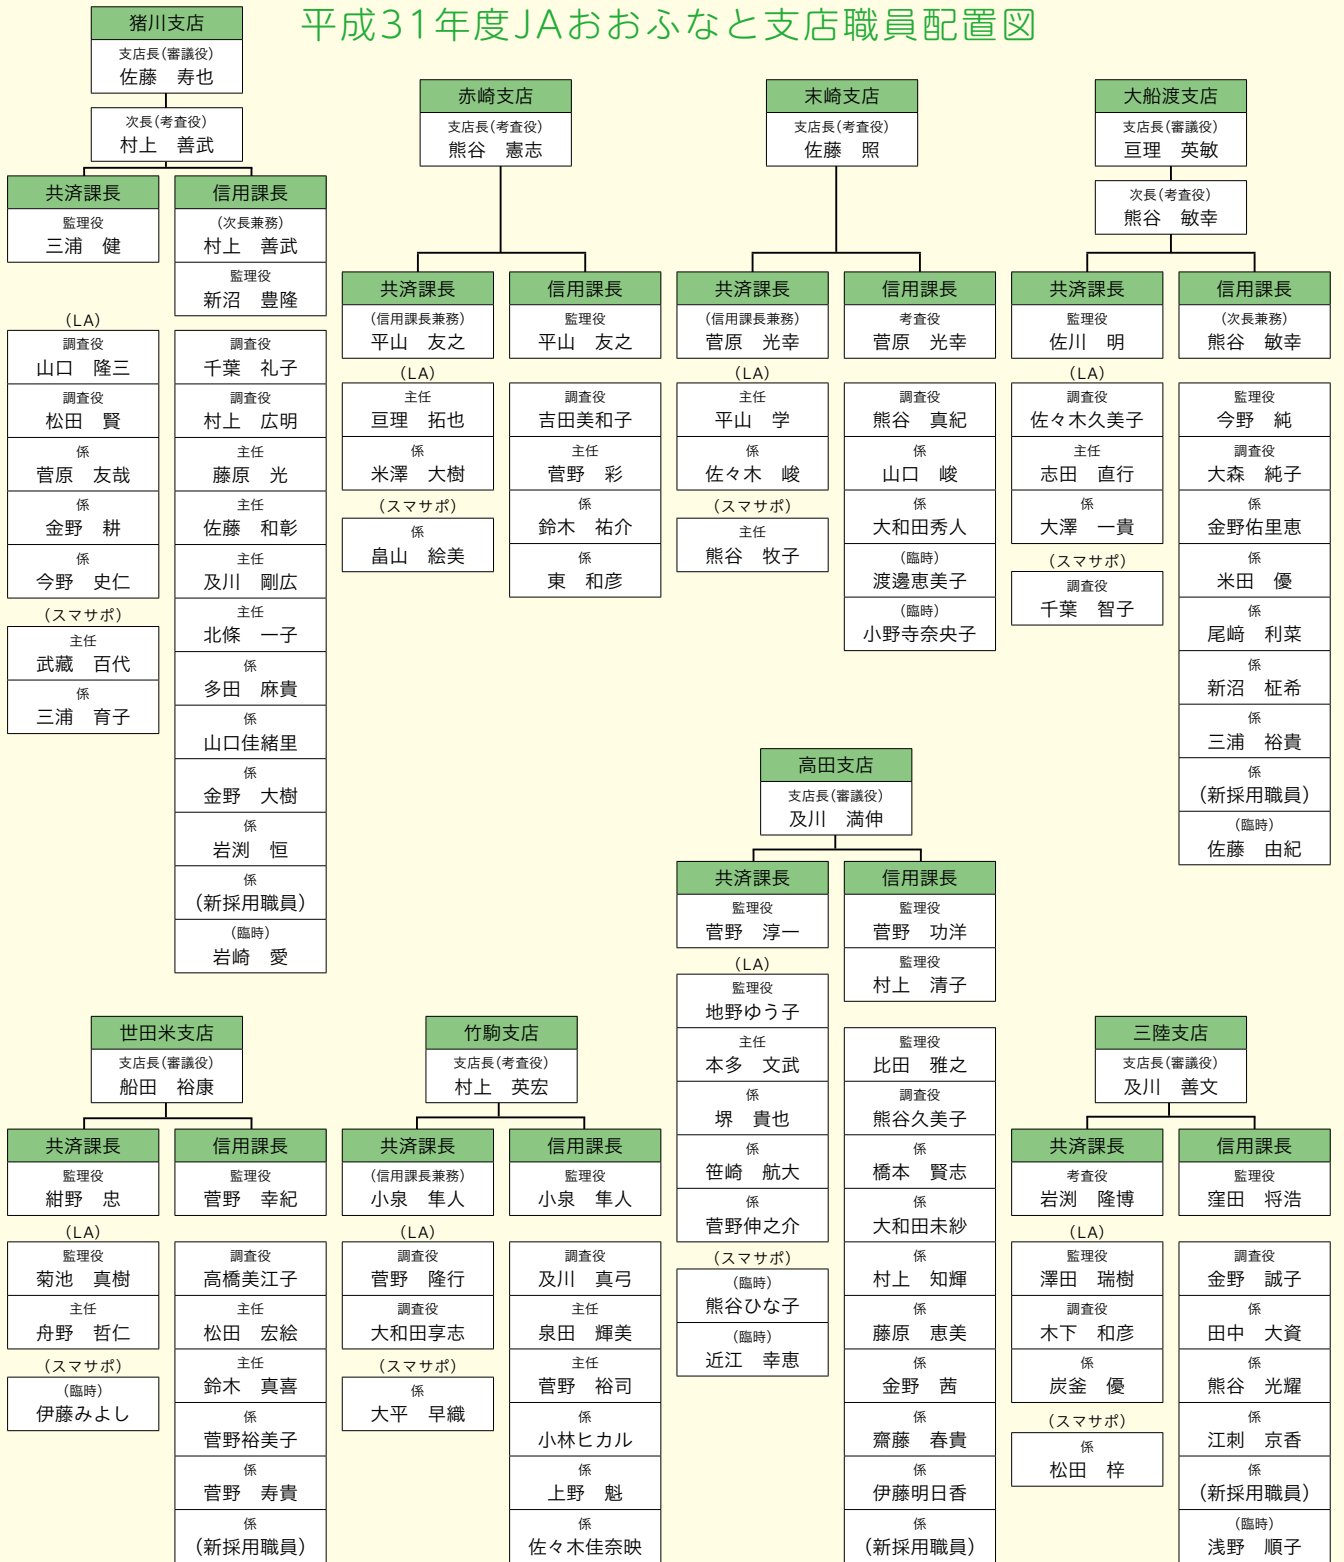 平成31年度JAおおふなと支店職員配置図
猪川支店
支店長(審議役)
佐藤　寿也
次長(考査役)
村上　善武
共済課長
監理役
三浦　健
(LA)
調査役
山口　隆三
調査役
松田　賢
係
菅原　友哉
係
金野　耕
係
今野　史仁
(スマサポ)
主任
武藏　百代
係
三浦　育子
信用課長
(次長兼務)
村上　善武
監理役
新沼　豊隆
調査役
千葉　礼子
調査役
村上　広明
主任
藤原　光
主任
佐藤　和彰
主任
及川　剛広
主任
北條　一子
係
多田　麻貴
係
山口佳緒里
係
金野　大樹
係
岩渕　恒
係
(新採用職員)
(臨時)
岩崎　愛
赤崎支店
支店長(考査役)
熊谷　憲志
共済課長
(信用課長兼務)
平山　友之
(LA)
主任
亘理　拓也
係
米澤　大樹
(スマサポ)
係
畠山　絵美
信用課長
監理役
平山　友之
調査役
吉田美和子
主任
菅野　彩
係
鈴木　祐介
係
東　和彦
末崎支店
支店長(考査役)
佐藤　照
共済課長
(信用課長兼務)
菅原　光幸
(LA)
主任
平山　学
係
佐々木　峻
(スマサポ)
主任
熊谷　牧子
信用課長
考査役
菅原　光幸
調査役
熊谷　真紀
係
山口　峻
係
大和田秀人
(臨時)
渡邊恵美子
(臨時)
小野寺奈央子
大船渡支店
支店長(審議役)
亘理　英敏
次長(考査役)
熊谷　敏幸
共済課長
監理役
佐川　明
(LA)
調査役
佐々木久美子
主任
志田　直行
係
大澤　一貴
(スマサポ)
調査役
千葉　智子
信用課長
(次長兼務)
熊谷　敏幸
監理役
今野　純
調査役
大森　純子
係
金野佑里恵
係
米田　優
係
尾﨑　利菜
係
新沼　柾希
係
三浦　裕貴
係
(新採用職員)
(臨時)
佐藤　由紀
高田支店
支店長(審議役)
及川　満伸
共済課長
監理役
菅野　淳一
(LA)
監理役
地野ゆう子
主任
本多　文武
係
堺　貴也
係
笹崎　航大
係
菅野伸之介
(スマサポ)
(臨時)
熊谷ひな子
(臨時)
近江　幸恵
信用課長
監理役
菅野　功洋
監理役
村上　清子
監理役
比田　雅之
調査役
熊谷久美子
係
橋本　賢志
係
大和田未紗
係
村上　知輝
係
藤原　恵美
係
金野　茜
係
齋藤　春貴
係
伊藤明日香
係
(新採用職員)
世田米支店
支店長(審議役)
船田　裕康
共済課長
監理役
紺野　忠
(LA)
監理役
菊池　真樹
主任
舟野　哲仁
(スマサポ)
(臨時)
伊藤みよし
信用課長
監理役
菅野　幸紀
調査役
高橋美江子
主任
松田　宏絵
主任
鈴木　真喜
係
菅野裕美子
係
菅野　寿貴
係
(新採用職員)
竹駒支店
支店長(考査役)
村上　英宏
共済課長
(信用課長兼務)
小泉　隼人
(LA)
調査役
菅野　隆行
調査役
大和田享志
(スマサポ)
係
大平　早織
信用課長
監理役
小泉　隼人
調査役
及川　真弓
主任
泉田　輝美
主任
菅野　裕司
係
小林ヒカル
係
上野　魁
係
佐々木佳奈映
三陸支店
支店長(審議役)
及川　善文
共済課長
考査役
岩渕　隆博
(LA)
監理役
澤田　瑞樹
調査役
木下　和彦
係
炭釜　優
(スマサポ)
係
松田　梓
信用課長
監理役
窪田　将浩
調査役
金野　誠子
係
田中　大資
係
熊谷　光耀
係
江刺　京香
係
(新採用職員)
(臨時)
浅野　順子